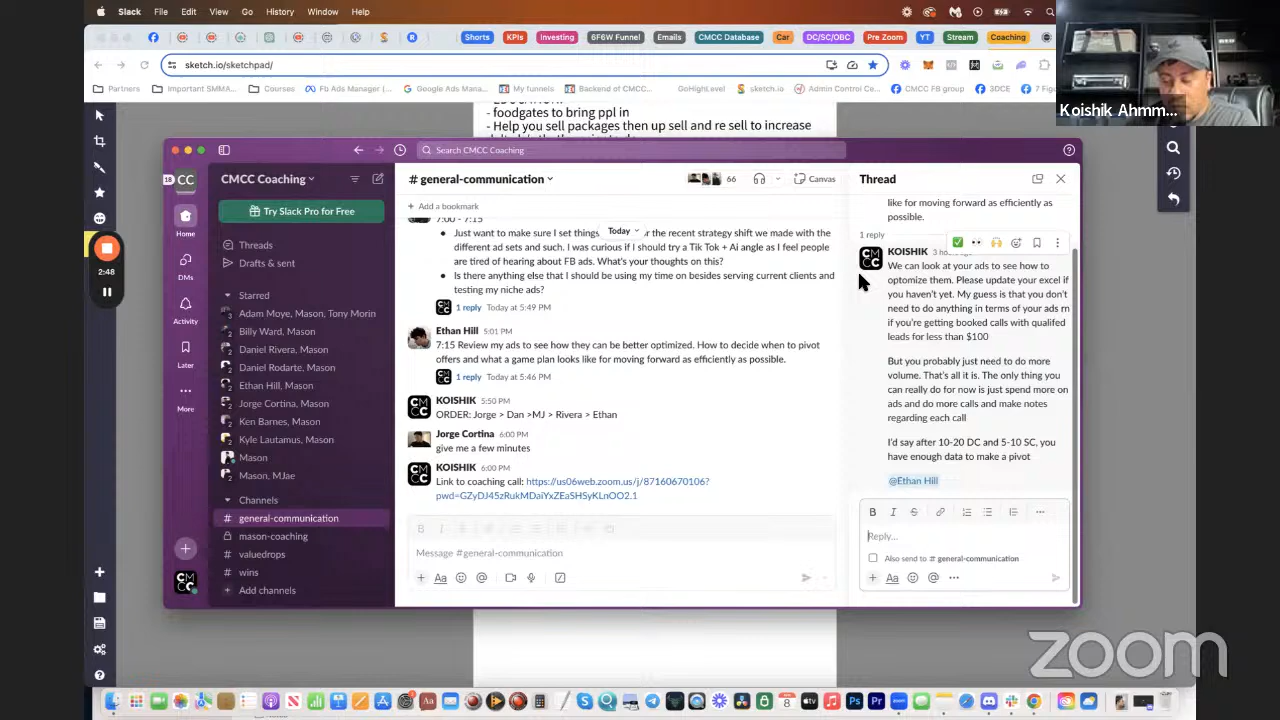 Slack File Edit View Go History Window Help
Shorts KPIs Investing 6F6W Funnel Emails CMCC Database Car DC/SC/OBC Pre Zoom YT Stream Coaching
sketch.io/sketchpad/
Partners Important SMMA... Courses Fb Ads Manager |... Google Ads Mana... My tunnels Backend of CMCC... GoHighLevel sketch.io Admin Control Ce... CMCC FB group 3DCE 7 Figu
Koishik Ahmm...
- foodgates to bring ppl in
- Help you sell packages then up sell and re sell to increase
2:48
Search CMCC Coaching
18
CC
Home
DMs
Activity
Later
More
CMCC
CMCC Coaching
Try Slack Pro for Free
Threads
Drafts & sent
Starred
Adam Moye, Mason, Tony Morin
Billy Ward, Mason
Daniel Rivera, Mason
Daniel Rodarte, Mason
Ethan Hill, Mason
Jorge Cortina, Mason
Ken Barnes, Mason
Kyle Lautamus, Mason
Mason
Mason, MJae
Channels
# general-communication
mason-coaching
# valuedrops
# wins
Add channels
# general-communication
66
Canvas
+ Add a bookmark
7:00 - 7:15
Today
• Just want to make sure I set things r the recent strategy shift we made with the
different ad sets and such. I was curious if I should try a Tik Tok + Ai angle as I feel people
are tired of hearing about FB ads. What's your thoughts on this?
• Is there anything else that I should be using my time on besides serving current clients and
testing my niche ads?
1 reply Today at 5:49 PM
Ethan Hill 5:01 PM
7:15 Review my ads to see how they can be better optimized. How to decide when to pivot
offers and what a game plan looks like for moving forward as efficiently as possible.
1 reply Today at 5:46 PM
KOISHIK 5:50 PM
ORDER: Jorge > Dan >MJ > Rivera > Ethan
Jorge Cortina 6:00 PM
give me a few minutes
KOISHIK 6:00 PM
Link to coaching call: https://us06web.zoom.us/j/87160670106?
pwd=GZyDJ45zRukMDaiYxZEaSHSyKLnOO2.1
Message #general-communication
Thread
like for moving forward as efficiently as
possible.
1 reply
KOISHIK 3 ho
We can look at your ads to see how to
optomize them. Please update your excel if
you haven't yet. My guess is that you don't
need to do anything in terms of your ads rn
if you're getting booked calls with qualifed
leads for less than $100
But you probably just need to do more
volume. That's all it is. The only thing you
can really do for now is just spend more on
ads and do more calls and make notes
regarding each call
I'd say after 10-20 DC and 5-10 SC, you
have enough data to make a pivot
@Ethan Hill
Reply...
Also send to # general-communication
zoom